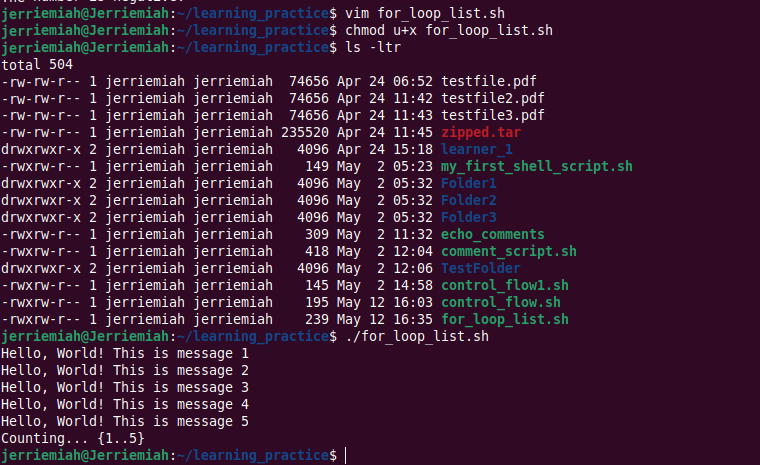 jerriemiah@Jerriemiah:~/learning_practice$ vim for_loop_list.sh
jerriemiah@Jerriemiah:~/learning_practice$ chmod u+x for_loop_list.sh
jerriemiah@Jerriemiah:~/learning_practice$ ls -ltr
total 504
-rw-rw-r-- 1 jerriemiah jerriemiah  74656 Apr 24 06:52 testfile.pdf
-rw-rw-r-- 1 jerriemiah jerriemiah  74656 Apr 24 11:42 testfile2.pdf
-rw-rw-r-- 1 jerriemiah jerriemiah  74656 Apr 24 11:43 testfile3.pdf
-rw-rw-r-- 1 jerriemiah jerriemiah 235520 Apr 24 11:45 zipped.tar
drwxrwxr-x 2 jerriemiah jerriemiah   4096 Apr 24 15:18 learner_1
-rwxrw-r-- 1 jerriemiah jerriemiah    149 May  2 05:23 my_first_shell_script.sh
drwxrwxr-x 2 jerriemiah jerriemiah   4096 May  2 05:32 Folder1
drwxrwxr-x 2 jerriemiah jerriemiah   4096 May  2 05:32 Folder2
drwxrwxr-x 2 jerriemiah jerriemiah   4096 May  2 05:32 Folder3
-rwxrw-r-- 1 jerriemiah jerriemiah    309 May  2 11:32 echo_comments
-rwxrw-r-- 1 jerriemiah jerriemiah    418 May  2 12:04 comment_script.sh
drwxrwxr-x 2 jerriemiah jerriemiah   4096 May  2 12:06 TestFolder
-rwxrw-r-- 1 jerriemiah jerriemiah    145 May  2 14:58 control_flow1.sh
-rwxrw-r-- 1 jerriemiah jerriemiah    195 May 12 16:03 control_flow.sh
-rwxrw-r-- 1 jerriemiah jerriemiah    239 May 12 16:35 for_loop_list.sh
jerriemiah@Jerriemiah:~/learning_practice$ ./for_loop_list.sh
Hello, World! This is message 1
Hello, World! This is message 2
Hello, World! This is message 3
Hello, World! This is message 4
Hello, World! This is message 5
Counting... {1..5}
jerriemiah@Jerriemiah:~/learning_practice$